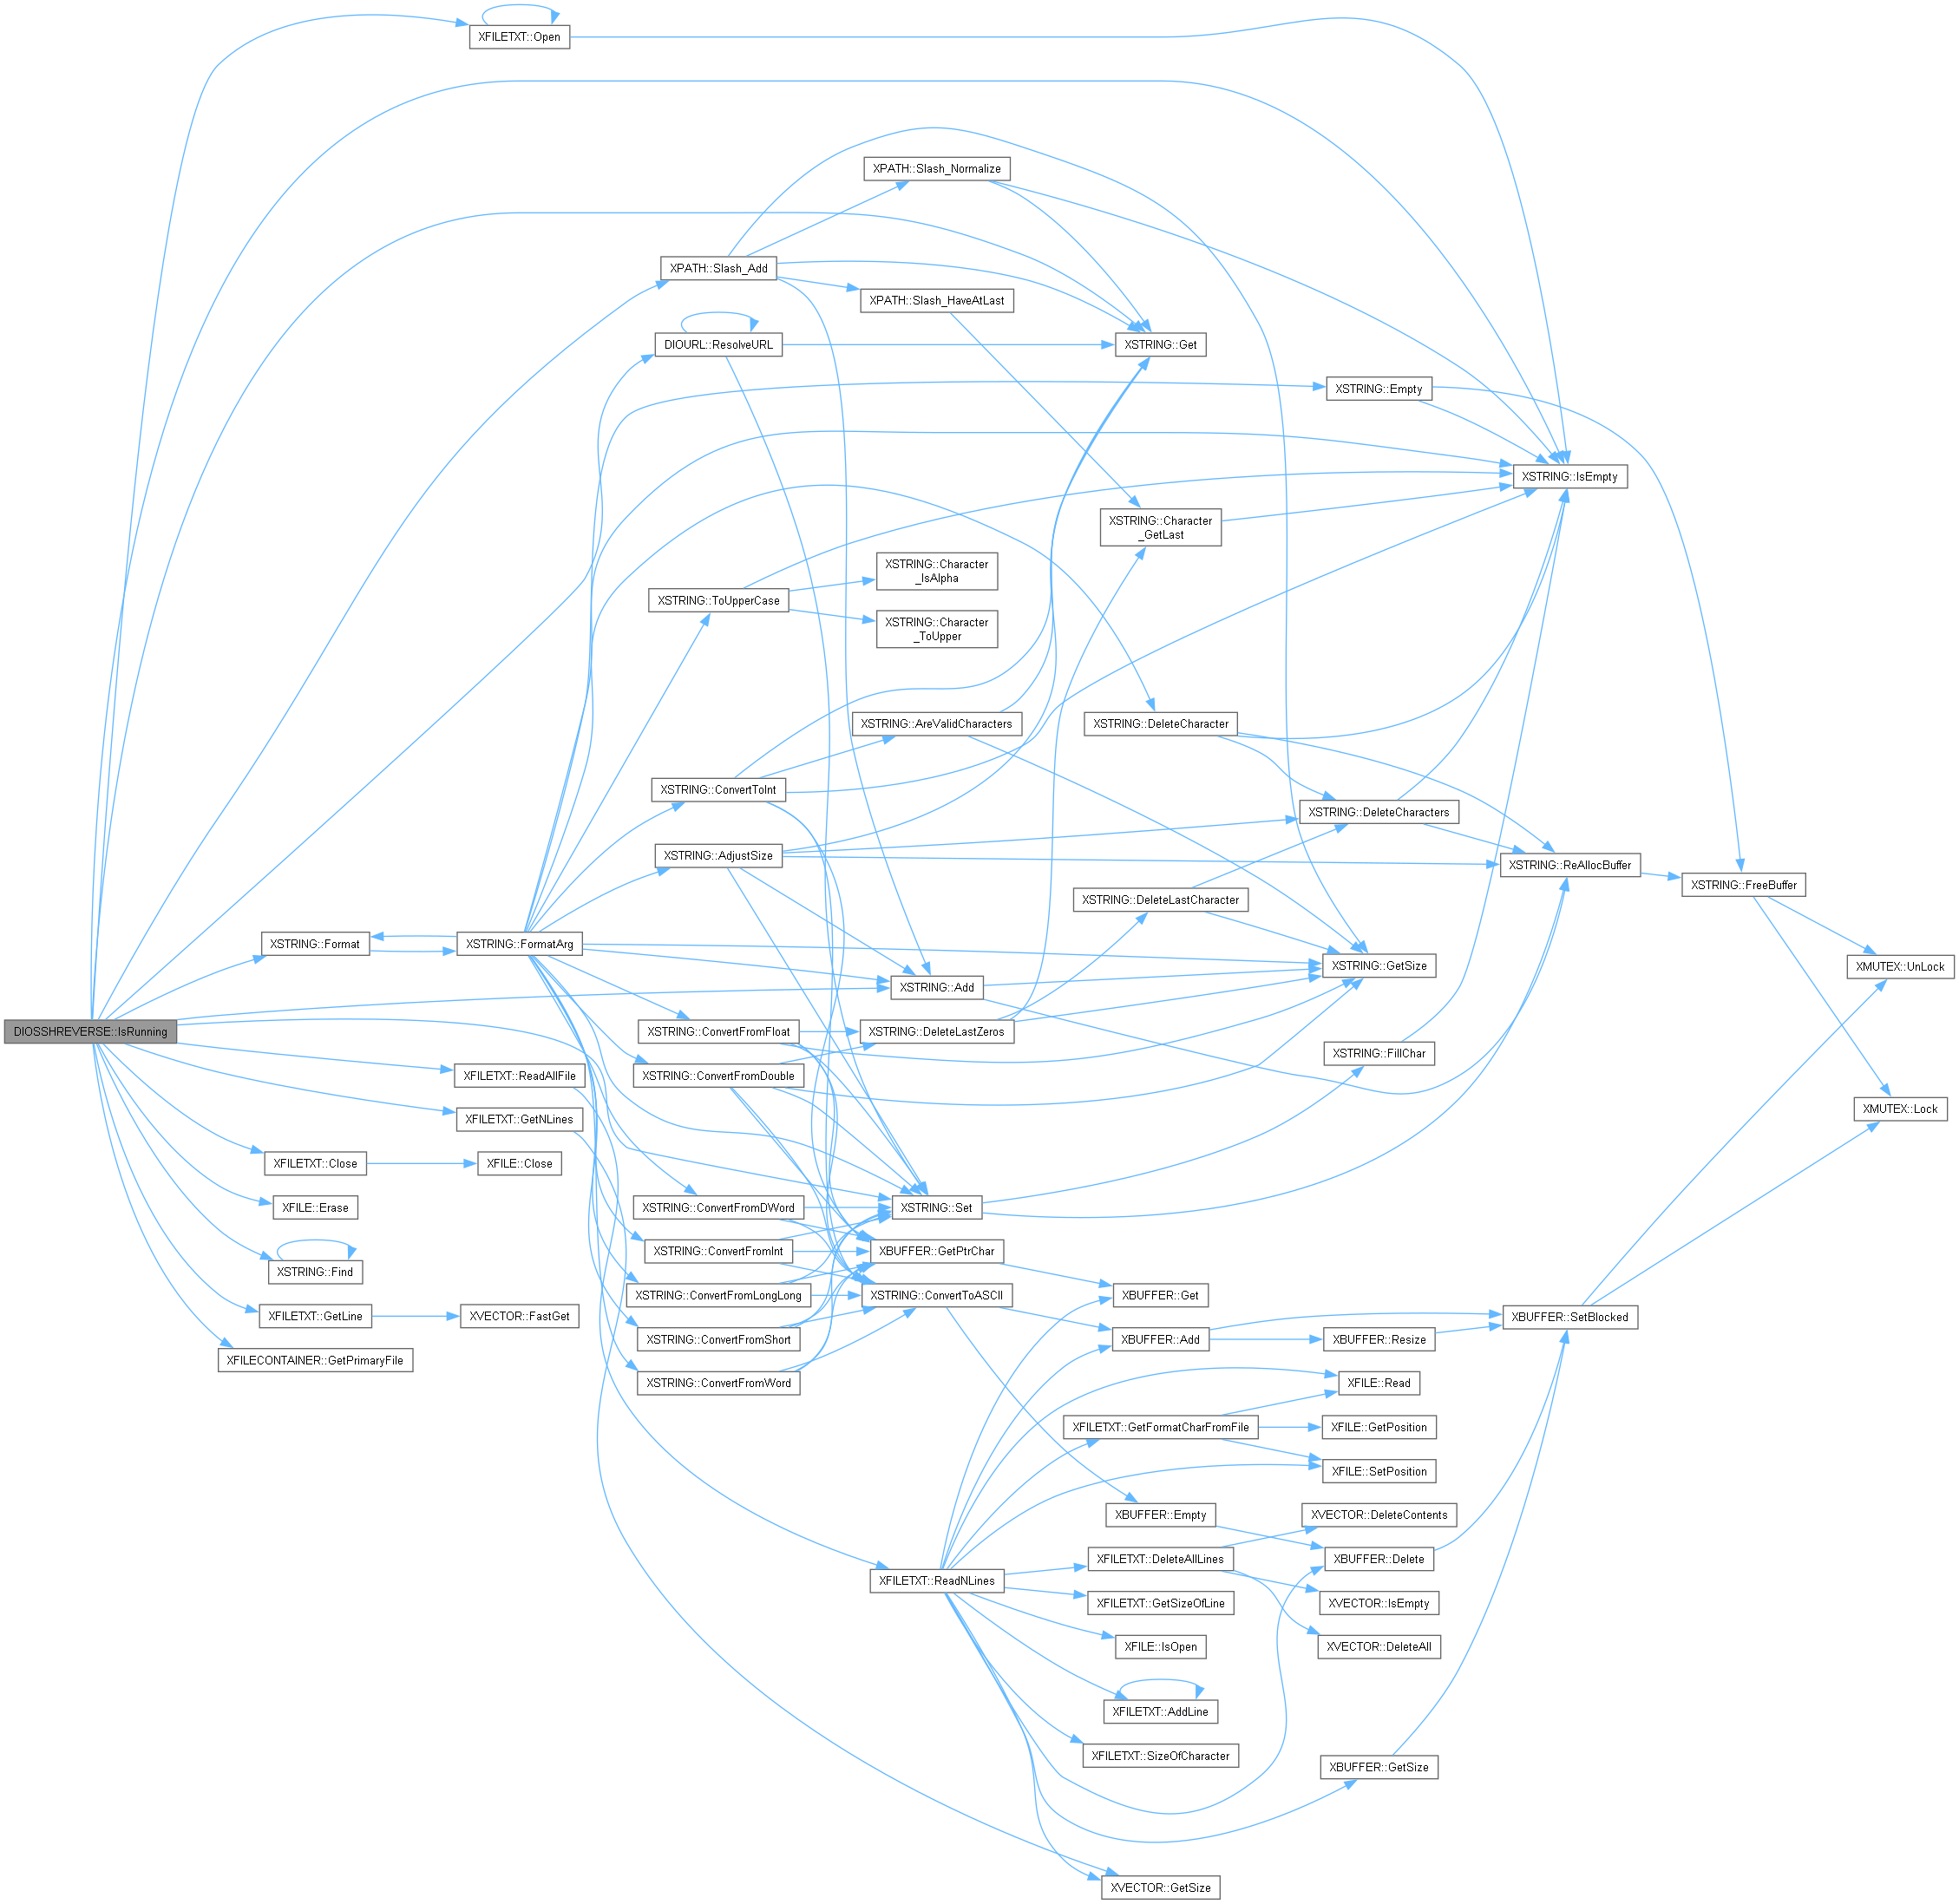 XFILETXT::Open
XPATH::Slash_Normalize
XPATH::Slash_Add
XPATH::Slash_HaveAtLast
DIOURL::ResolveURL
XSTRING::Get
XSTRING::Empty
XSTRING::IsEmpty
XSTRING::Character
_GetLast
XSTRING::Character
_IsAlpha
XSTRING::ToUpperCase
XSTRING::Character
_ToUpper
XSTRING::AreValidCharacters
XSTRING::DeleteCharacter
XSTRING::ConvertToInt
XSTRING::DeleteCharacters
XSTRING::AdjustSize
XSTRING::ReAllocBuffer
XSTRING::FreeBuffer
XSTRING::DeleteLastCharacter
XSTRING::Format
XSTRING::FormatArg
XSTRING::GetSize
XMUTEX::UnLock
XSTRING::Add
DIOSSHREVERSE::IsRunning
XSTRING::ConvertFromFloat
XSTRING::DeleteLastZeros
XSTRING::FillChar
XFILETXT::ReadAllFile
XSTRING::ConvertFromDouble
XMUTEX::Lock
XFILETXT::GetNLines
XFILETXT::Close
XFILE::Close
XFILE::Erase
XSTRING::ConvertFromDWord
XSTRING::Set
XSTRING::ConvertFromInt
XBUFFER::GetPtrChar
XSTRING::Find
XSTRING::ConvertFromLongLong
XSTRING::ConvertToASCII
XBUFFER::Get
XFILETXT::GetLine
XVECTOR::FastGet
XBUFFER::SetBlocked
XSTRING::ConvertFromShort
XBUFFER::Add
XBUFFER::Resize
XFILECONTAINER::GetPrimaryFile
XSTRING::ConvertFromWord
XFILE::Read
XFILETXT::GetFormatCharFromFile
XFILE::GetPosition
XFILE::SetPosition
XBUFFER::Empty
XVECTOR::DeleteContents
XFILETXT::DeleteAllLines
XBUFFER::Delete
XFILETXT::ReadNLines
XFILETXT::GetSizeOfLine
XVECTOR::IsEmpty
XFILE::IsOpen
XVECTOR::DeleteAll
XFILETXT::AddLine
XFILETXT::SizeOfCharacter
XBUFFER::GetSize
XVECTOR::GetSize